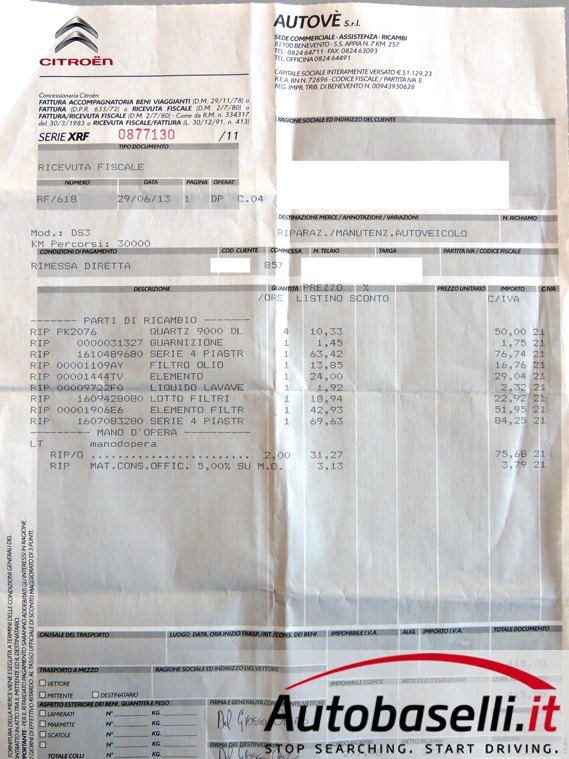 CITROËN
AUTOVÈ S.r.l.
SEDE COMMERCIALE - ASSISTENZA - RICAMBI
82100 BENEVENTO - S.S. APPIA N. 7 KM. 257
TEL. 0824 64711 - FAX 0824 63093
TEL. OFFICINA 0824 64491
CAPITALE SOCIALE INTERAMENTE VERSATO € 51.129,23
R.E.A. BN N. 72696 - CODICE FISCALE / PARTITA IVA E
REG. IMPR. TRIB. DI BENEVENTO N. 00943930628
Concessionaria Citroën
FATTURA ACCOMPAGNATORIA BENI VIAGGIANTI (D.M. 29/11/78) o
FATTURA (D.P.R. 633/72) o RICEVUTA FISCALE (D.M. 2/7/80) o
FATTURA/RICEVUTA FISCALE (D.M. 2/7/80) - Come da R.M. n. 334317
del 30/3/1983 o RICEVUTA FISCALE/FATTURA (L. 30/12/91, n. 413)
SERIE XRF 0877130 /11
TIPO DOCUMENTO
RICEVUTA FISCALE
NUMERO DATA PAGINA OPERAT.
RF/618 29/06/13 1 DP C.04
RAGIONE SOCIALE ED INDIRIZZO DEL CLIENTE
DESTINAZIONE MERCE / ANNOTAZIONI / VARIAZIONI N. RICHIAMO
RIPARAZ./MANUTENZ.AUTOVEICOLO
Mod.: DS3
KM Percorsi: 30000
CONDIZIONI DI PAGAMENTO COD. CLIENTE COMMESSA N. TELAIO TARGA PARTITA IVA / CODICE FISCALE
RIMESSA DIRETTA 857
DESCRIZIONE QUANTITÀ PREZZO % PREZZO UNITARIO IMPORTO C.IVA
/ORE LISTINO SCONTO C/IVA
-------- PARTI DI RICAMBIO -------
RIP PK2076 QUARTZ 9000 DL 4 10,33 50,00 21
RIP 0000031327 GUARNIZIONE 1 1,45 1,75 21
RIP 1610489680 SERIE 4 PIASTR 1 63,42 76,74 21
RIP 00001109AY FILTRO OLIO 1 13,85 16,76 21
RIP 00001444TV ELEMENTO 1 24,00 29,04 21
RIP 00009722F0 LIQUIDO LAVAVE 1 1,92 2,32 21
RIP 1609428080 LOTTO FILTRI 1 18,94 22,92 21
RIP 00001906E6 ELEMENTO FILTR 1 42,93 51,95 21
RIP 1607083280 SERIE 4 PIASTR 1 69,63 84,25 21
---------- MANO D'OPERA -----------
LT manodopera
RIP/O ...................... 2,00 31,27 75,68 21
RIP MAT.CONS.OFFIC. 5,00% SU M.O. 3,13 3,79 21
CAUSALE DEL TRASPORTO LUOGO, DATA, ORA INIZIO TRASP./RIT./CONS. DEI BENI IMPONIBILE I.V.A. ALIQ. IMPORTO I.V.A. TOTALE DOCUMENTO
415,20
TRASPORTO A MEZZO RAGIONE SOCIALE ED INDIRIZZO DEL VETTORE IMPONIBILE ESENTE ARTICOLO D'ESENZIONE
VETTORE
MITTENTE DESTINATARIO
ASPETTO ESTERIORE DEI BENI, QUANTITÀ E PESO
LAMIERATI N° KG.
MARMITTE N° KG.
SCATOLE N° KG.
N° KG.
TOTALE COLLI N° KG.
Autobaselli.it
STOP SEARCHING. START DRIVING.